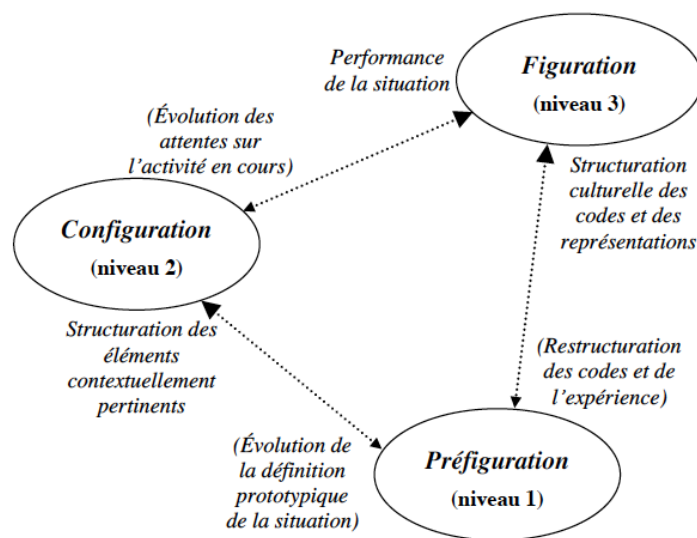 Performance
de la situation
Figuration
(niveau 3)
(Évolution des
attentes sur
l'activité en cours)
Structuration
culturelle des
codes et des
représentations
Configuration
(niveau 2)
Structuration des
éléments
contextuellement
pertinents
(Restructuration
des codes et de
l'expérience)
(Évolution de
la définition
prototypique
de la situation)
Préfiguration
(niveau 1)